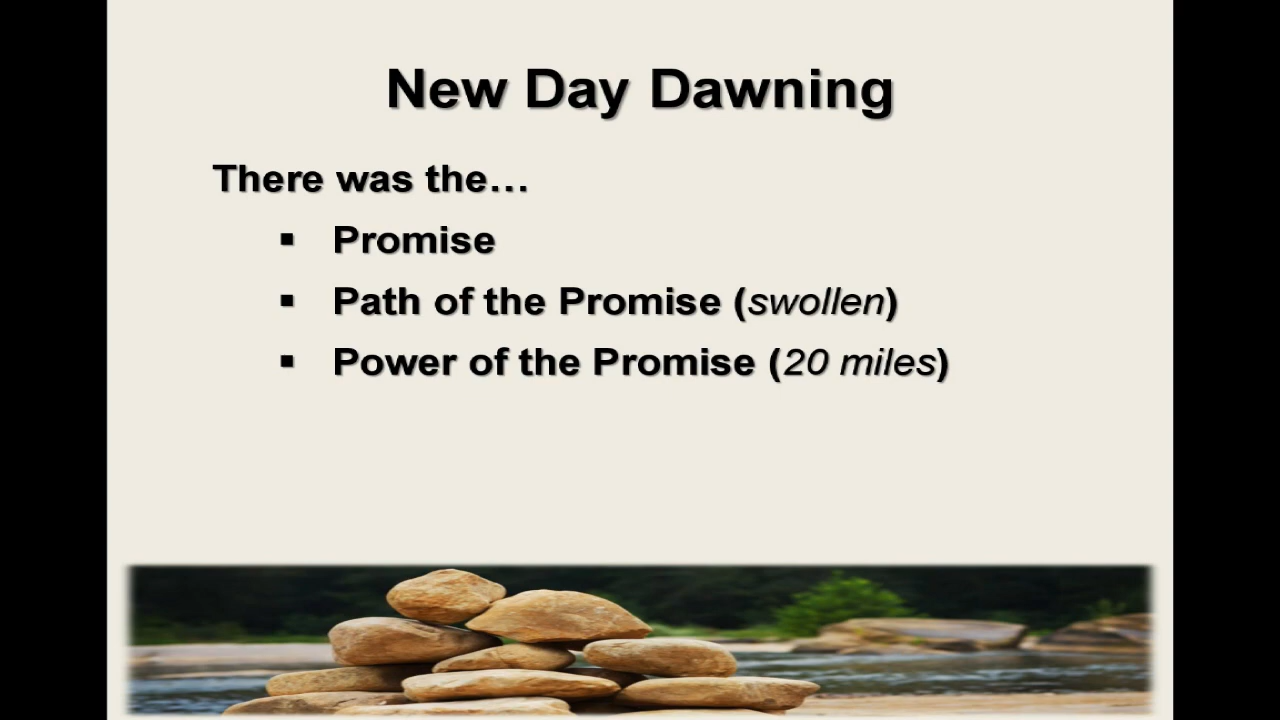 New Day Dawning
There was the…
▪ Promise
▪ Path of the Promise (swollen)
▪ Power of the Promise (20 miles)